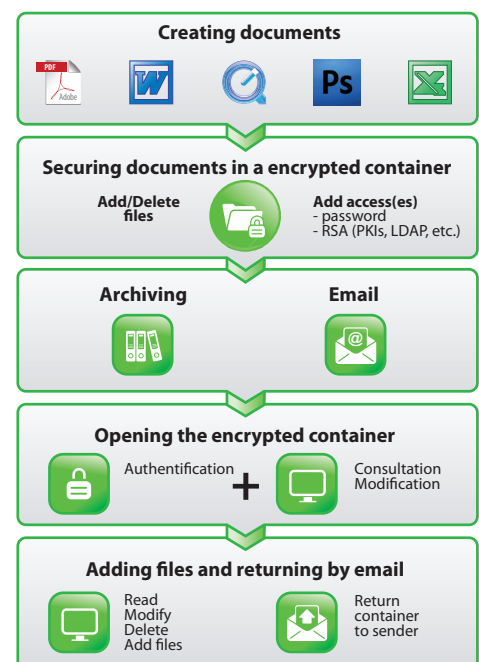 Creating documents
PDF
Adobe
W
Ps
X
Securing documents in a encrypted container
Add/Delete
files
Add access(es)
- password
- RSA (PKIs, LDAP, etc.)
Archiving
Email
@
Opening the encrypted container
Authentification
+
Consultation
Modification
Adding files and returning by email
Read
Modify
Delete
Add files
Return
container
to sender